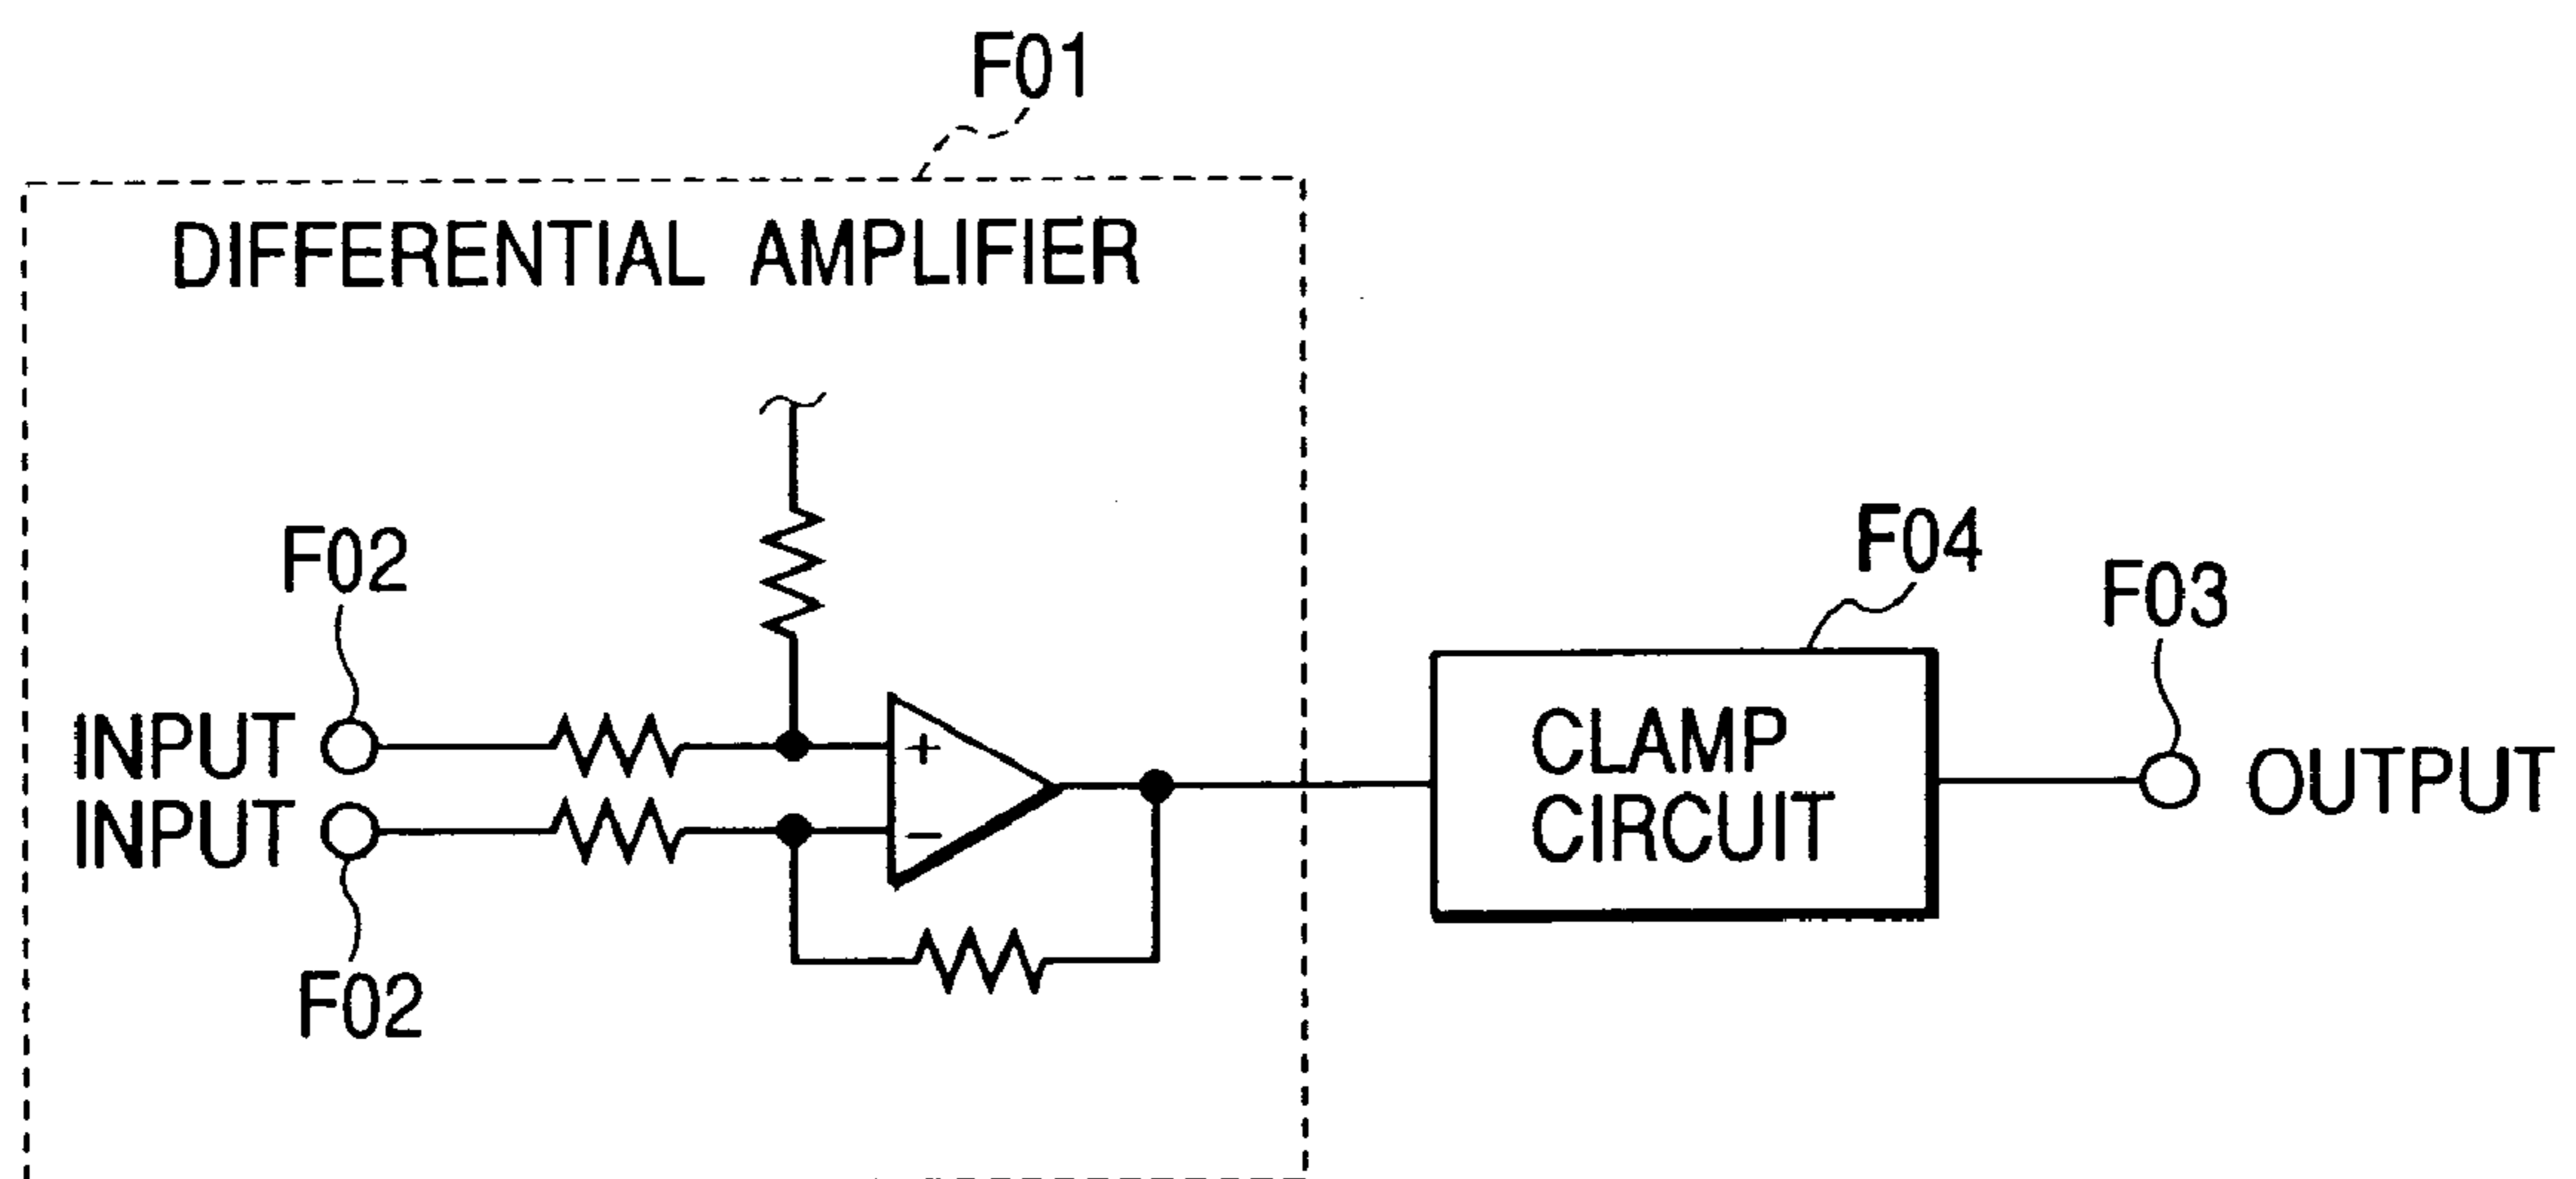 F01
DIFFERENTIAL AMPLIFIER
F02
F04
F03
INPUT
+
CLAMP
CIRCUIT
OUTPUT
INPUT
−
F02